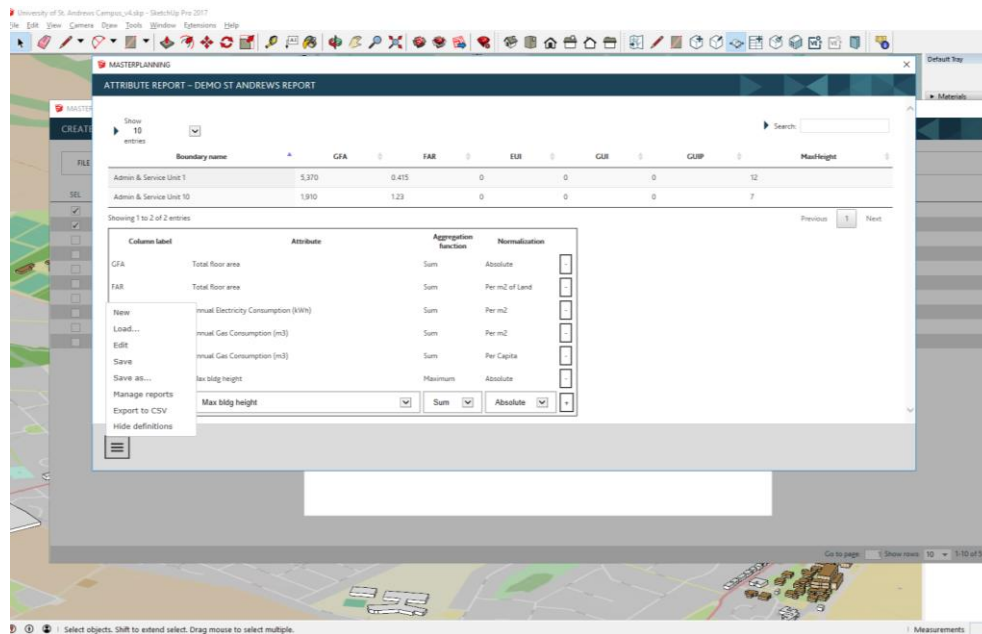 University of St. Andrews Campus_v4.skp - SketchUp Pro 2017
File Edit View Camera Draw Tools Window Extensions Help
Default Tray
MASTERPLANNING
ATTRIBUTE REPORT – DEMO ST ANDREWS REPORT
Materials
MASTER
CREATE
FILE
SEL
Show
10
entries
Search:
Boundary name GFA FAR EUI GUI GUIP MaxHeight
Admin & Service Unit 1 5,370 0.415 0 0 0 12
Admin & Service Unit 10 1,910 1.23 0 0 0 7
Showing 1 to 2 of 2 entries
Previous 1 Next
Column label Attribute Aggregation function Normalization
GFA Total floor area Sum Absolute -
FAR Total floor area Sum Per m2 of Land -
nnual Electricity Consumption (kWh) Sum Per m2 -
nnual Gas Consumption (m3) Sum Per m2 -
nnual Gas Consumption (m3) Sum Per Capita -
Max bldg height Maximum Absolute -
Max bldg height Sum Absolute +
New
Load...
Edit
Save
Save as...
Manage reports
Export to CSV
Hide definitions
Go to page: 1 Show rows: 10 1-10 of
Select objects. Shift to extend select. Drag mouse to select multiple.
Measurements